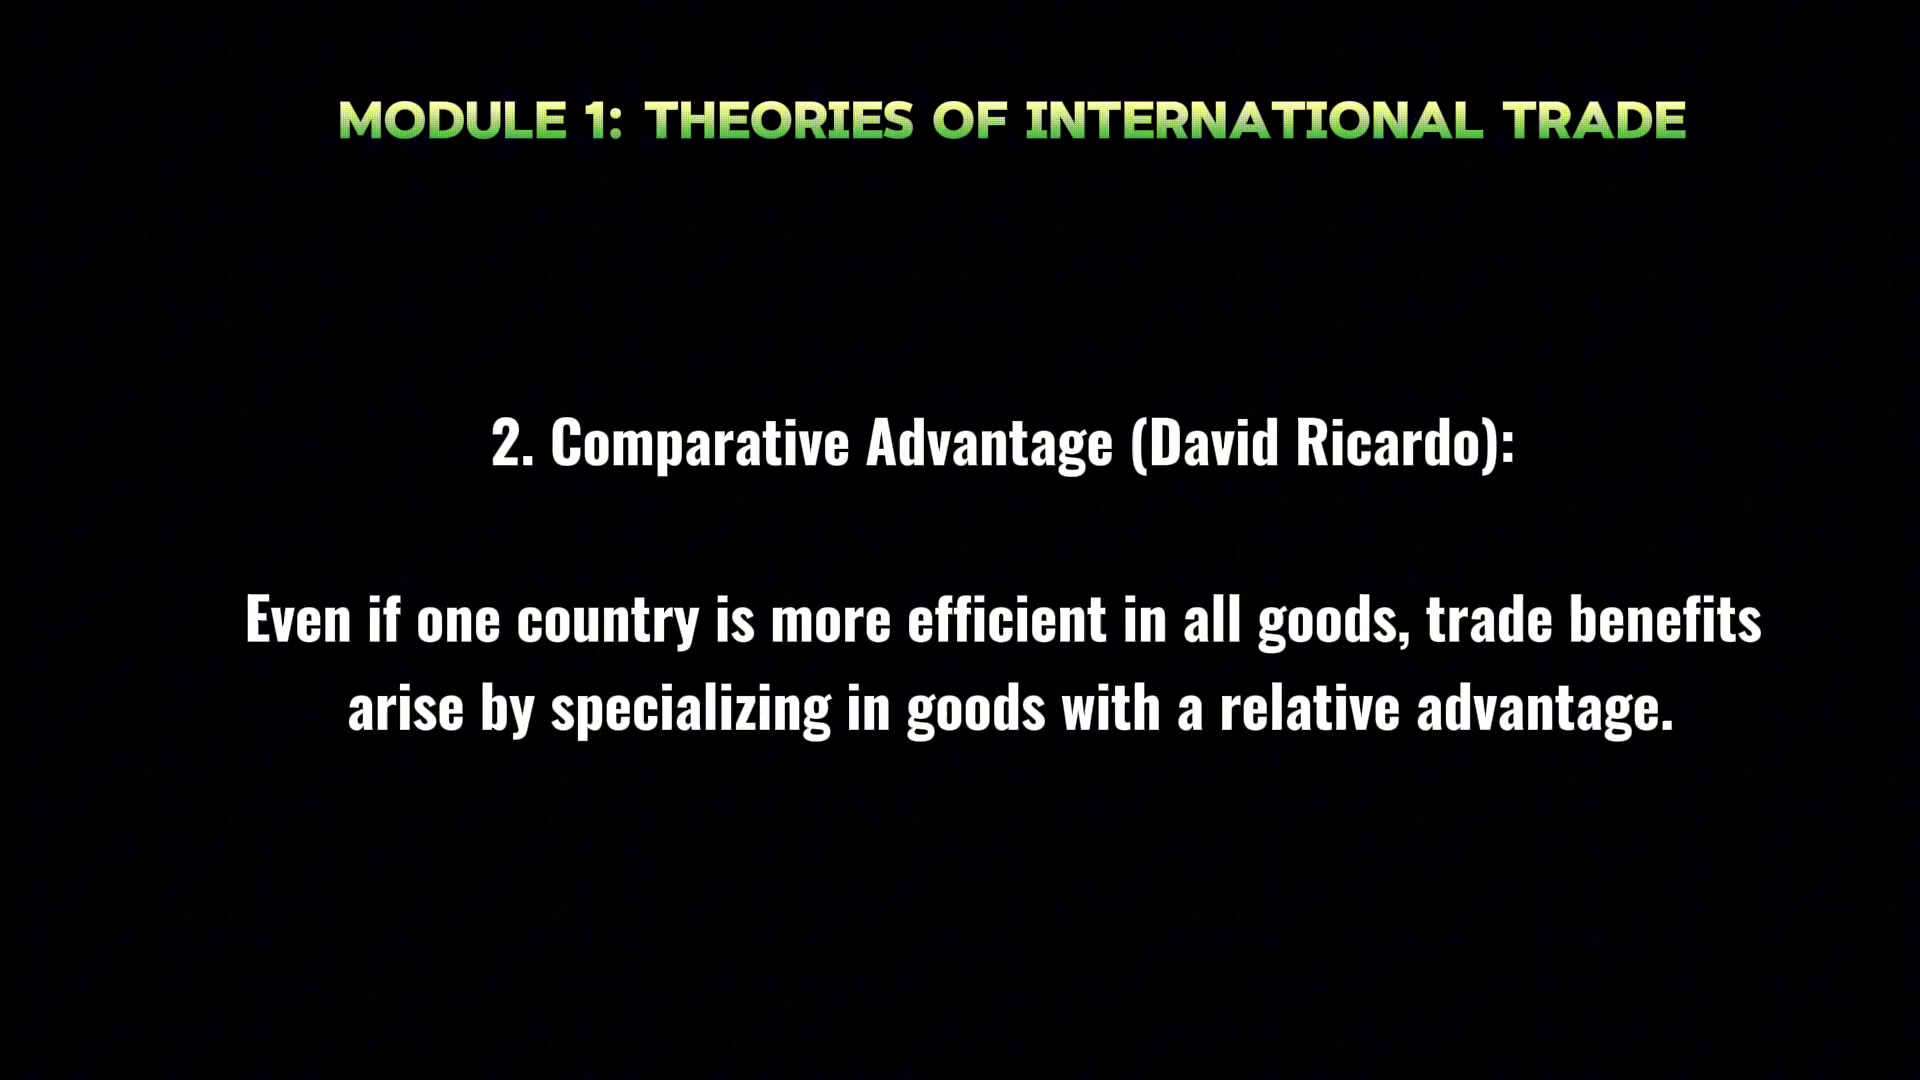 MODULE 1: THEORIES OF INTERNATIONAL TRADE
2. Comparative Advantage (David Ricardo):
Even if one country is more efficient in all goods, trade benefits
arise by specializing in goods with a relative advantage.